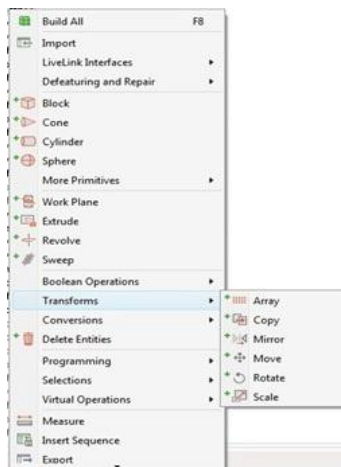 Build All F8
Import
LiveLink Interfaces
Defeaturing and Repair
Block
Cone
Cylinder
Sphere
More Primitives
Work Plane
Extrude
Revolve
Sweep
Boolean Operations
Transforms
Array
Conversions
Copy
Delete Entities
Mirror
Programming
Move
Selections
Rotate
Virtual Operations
Scale
Measure
Insert Sequence
Export